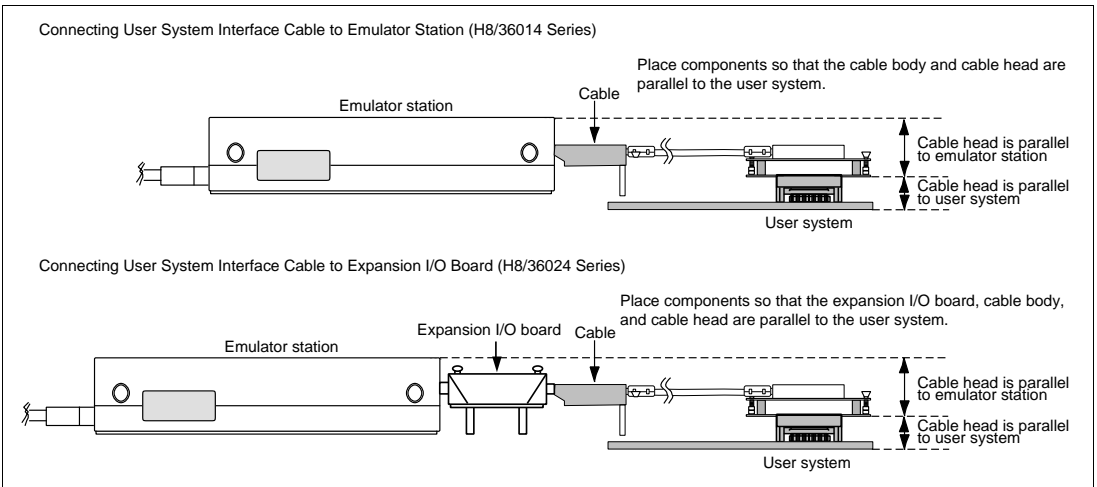 Connecting User System Interface Cable to Emulator Station (H8/36014 Series)
Place components so that the cable body and cable head are
parallel to the user system.
Cable
Emulator station
Cable head is parallel
to emulator station
Cable head is parallel
to user system
User system
Connecting User System Interface Cable to Expansion I/O Board (H8/36024 Series)
Place components so that the expansion I/O board, cable body,
and cable head are parallel to the user system.
Expansion I/O board
Cable
Emulator station
Cable head is parallel
to emulator station
Cable head is parallel
to user system
User system